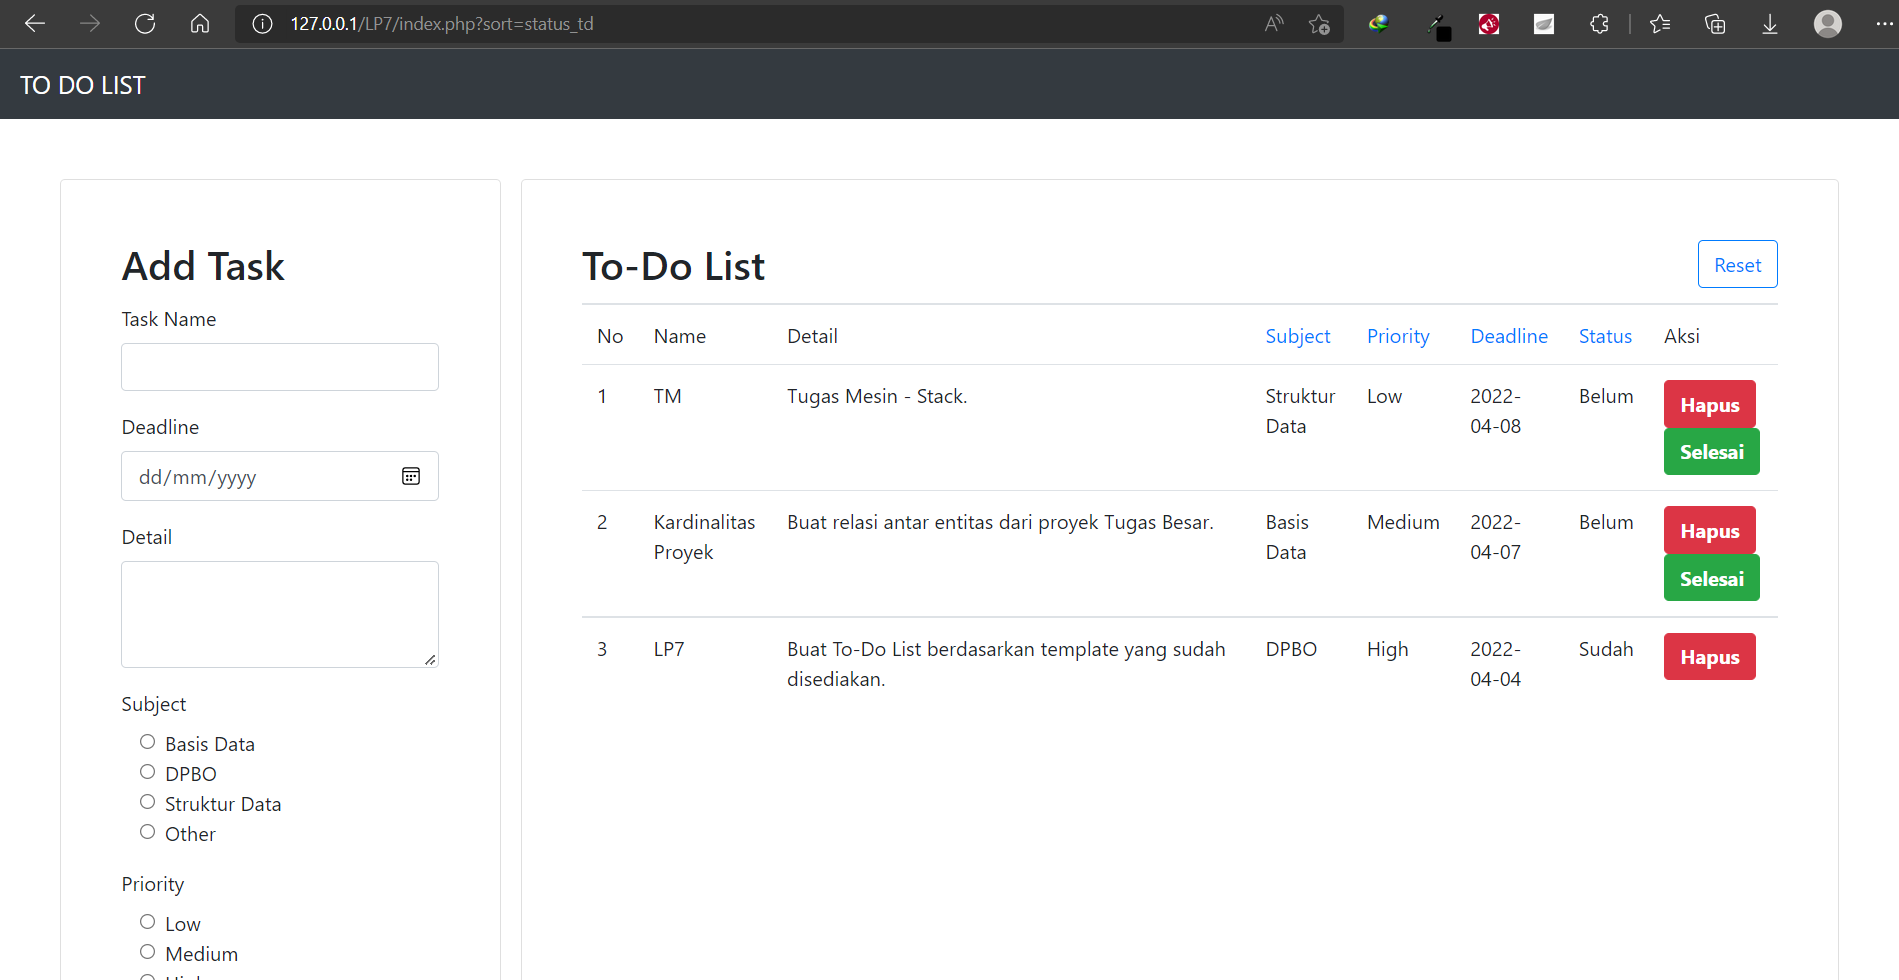 127.0.0.1/LP7/index.php?sort=status_td
TO DO LIST
Add Task
Task Name
Deadline
dd/mm/yyyy
Detail
Subject
Basis Data
DPBO
Struktur Data
Other
Priority
Low
Medium
To-Do List
Reset
No Name Detail Subject Priority Deadline Status Aksi
1 TM Tugas Mesin - Stack. Struktur Low 2022- Belum Hapus
Data 04-08
Selesai
2 Kardinalitas Buat relasi antar entitas dari proyek Tugas Besar. Basis Medium 2022- Belum Hapus
Proyek Data 04-07
Selesai
3 LP7 Buat To-Do List berdasarkan template yang sudah DPBO High 2022- Sudah Hapus
disediakan. 04-04